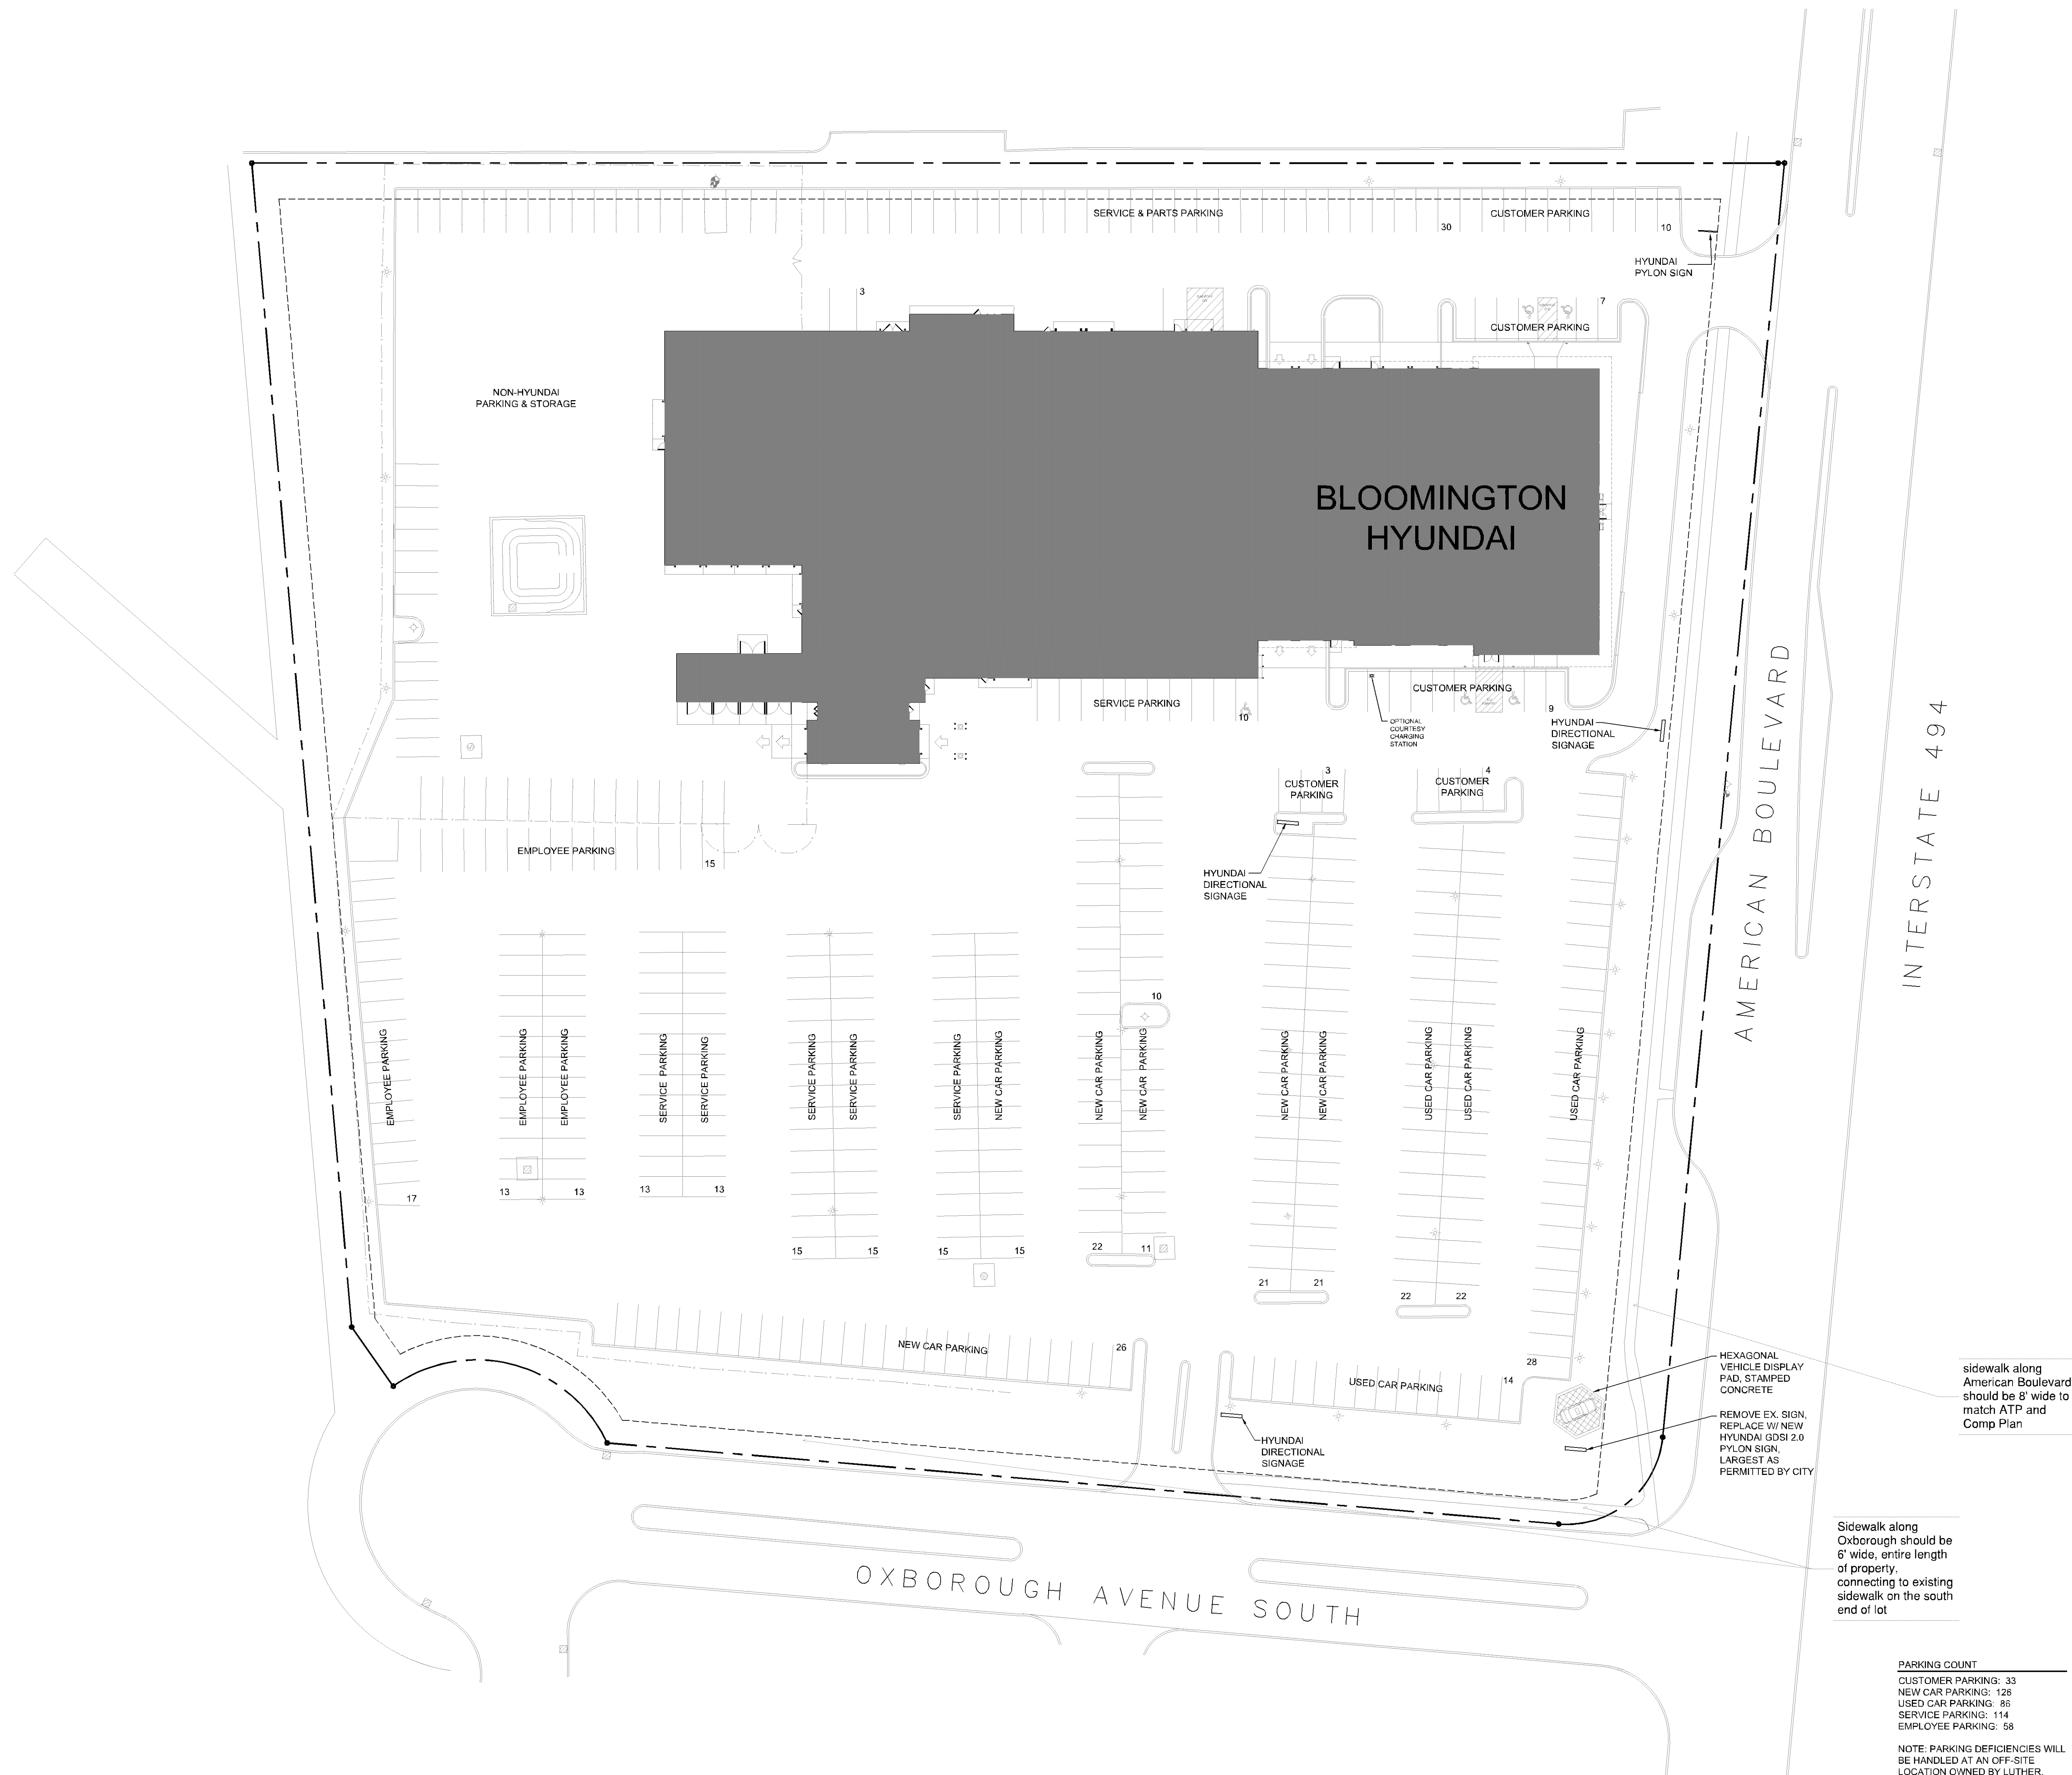 SERVICE & PARTS PARKING
CUSTOMER PARKING
30
10
HYUNDAI
PYLON SIGN
3
7
CUSTOMER PARKING
NON-HYUNDAI
PARKING & STORAGE
BLOOMINGTON
HYUNDAI
SERVICE PARKING
10
CUSTOMER PARKING
9
OPTIONAL
COURTESY
CHARGING
STATION
HYUNDAI
DIRECTIONAL
SIGNAGE
AMERICAN BOULEVARD
INTERSTATE 494
3
CUSTOMER
PARKING
4
CUSTOMER
PARKING
EMPLOYEE PARKING
15
HYUNDAI
DIRECTIONAL
SIGNAGE
10
EMPLOYEE PARKING
EMPLOYEE PARKING
EMPLOYEE PARKING
SERVICE PARKING
SERVICE PARKING
SERVICE PARKING
SERVICE PARKING
SERVICE PARKING
NEW CAR PARKING
NEW CAR PARKING
NEW CAR PARKING
NEW CAR PARKING
NEW CAR PARKING
USED CAR PARKING
USED CAR PARKING
USED CAR PARKING
17
13
13
13
13
15
15
15
15
22
11
21
21
22
22
NEW CAR PARKING
26
28
USED CAR PARKING
14
HEXAGONAL
VEHICLE DISPLAY
PAD, STAMPED
CONCRETE
REMOVE EX. SIGN,
REPLACE W/ NEW
HYUNDAI GDSI 2.0
PYLON SIGN,
LARGEST AS
PERMITTED BY CITY
HYUNDAI
DIRECTIONAL
SIGNAGE
sidewalk along
American Boulevard
should be 8' wide to
match ATP and
Comp Plan
Sidewalk along
Oxborough should be
6' wide, entire length
of property,
connecting to existing
sidewalk on the south
end of lot
OXBOROUGH AVENUE SOUTH
PARKING COUNT
CUSTOMER PARKING: 33
NEW CAR PARKING: 126
USED CAR PARKING: 86
SERVICE PARKING: 114
EMPLOYEE PARKING: 58
NOTE: PARKING DEFICIENCIES WILL
BE HANDLED AT AN OFF-SITE
LOCATION OWNED BY LUTHER.